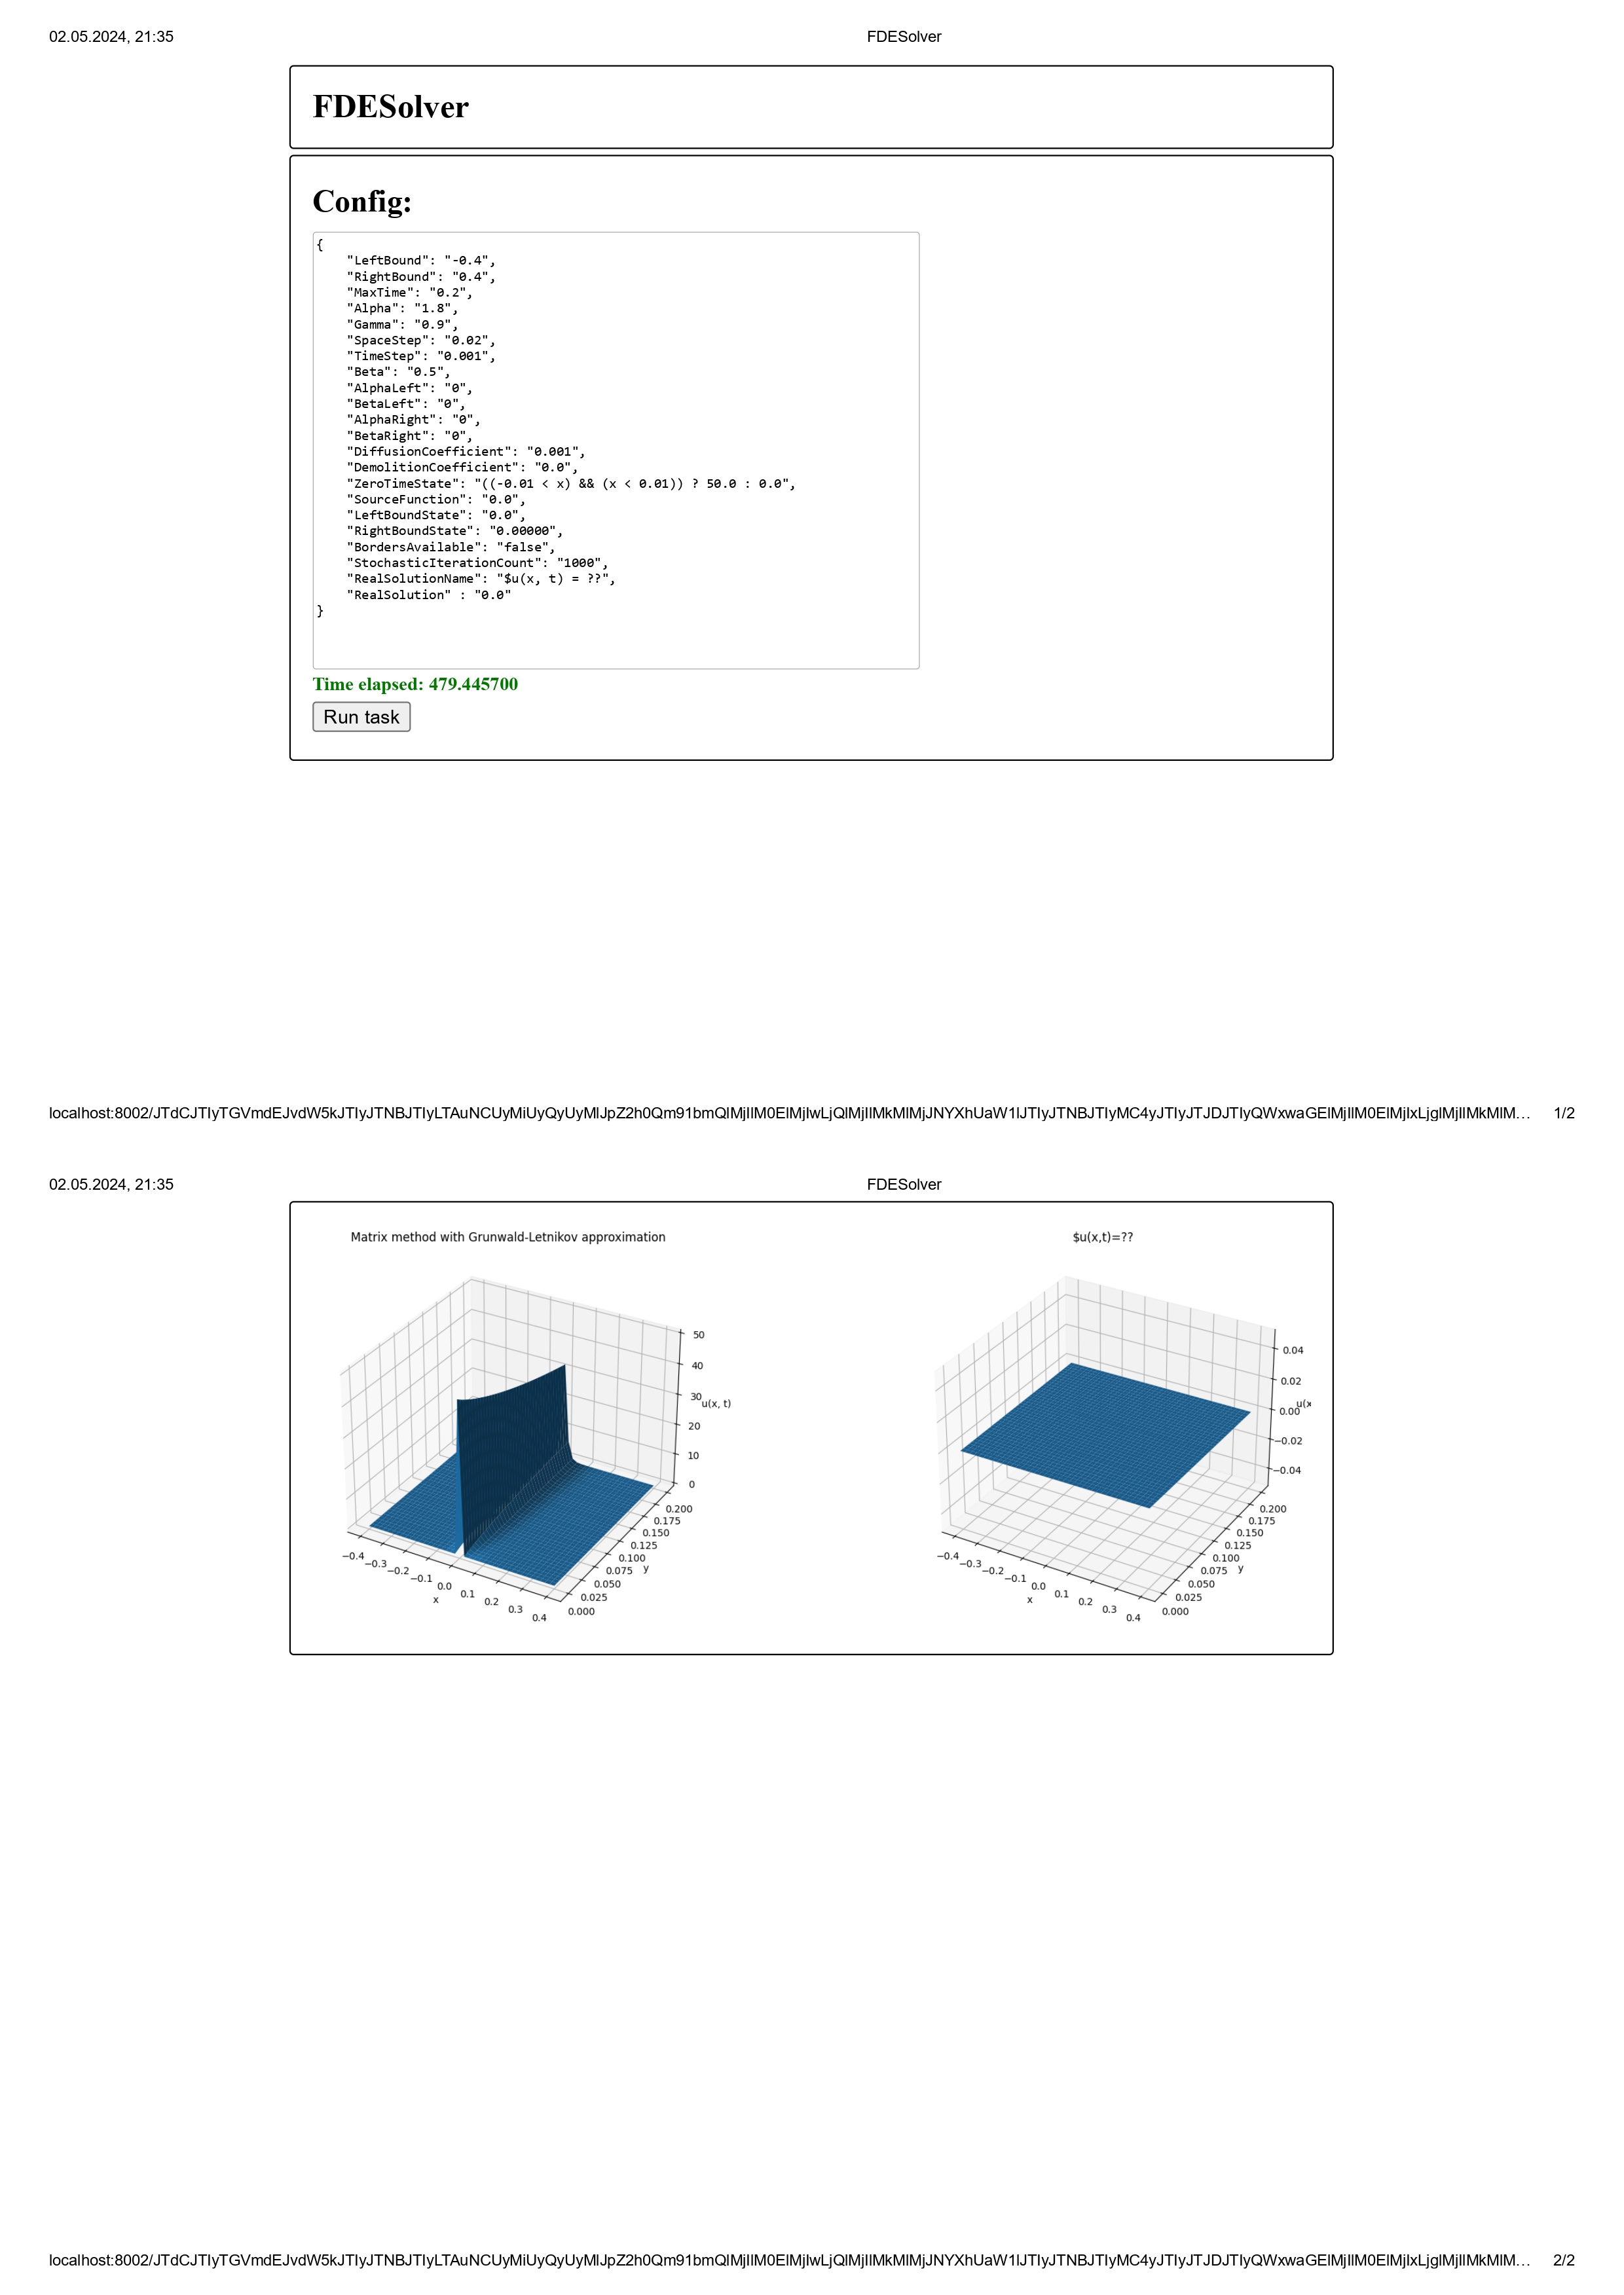 02.05.2024, 21:35 FDESolver
FDESolver
Config:
{
    "LeftBound": "-0.4",
    "RightBound": "0.4",
    "MaxTime": "0.2",
    "Alpha": "1.8",
    "Gamma": "0.9",
    "SpaceStep": "0.02",
    "TimeStep": "0.001",
    "Beta": "0.5",
    "AlphaLeft": "0",
    "BetaLeft": "0",
    "AlphaRight": "0",
    "BetaRight": "0",
    "DiffusionCoefficient": "0.001",
    "DemolitionCoefficient": "0.0",
    "ZeroTimeState": "((-0.01 < x) && (x < 0.01)) ? 50.0 : 0.0",
    "SourceFunction": "0.0",
    "LeftBoundState": "0.0",
    "RightBoundState": "0.00000",
    "BordersAvailable": "false",
    "StochasticIterationCount": "1000",
    "RealSolutionName": "$u(x, t) = ??",
    "RealSolution" : "0.0"
}
Time elapsed: 479.445700
Run task
1/2
02.05.2024, 21:35 FDESolver
Matrix method with Grunwald-Letnikov approximation
50
40
30
20
10
0
u(x, t)
0.200
0.175
0.150
0.125
0.100
0.075
0.050
0.025
0.000
y
−0.4
−0.3
−0.2
−0.1
0.0
0.1
0.2
0.3
0.4
x
$u(x,t)=??
0.04
0.02
0.00
−0.02
−0.04
u(x
0.200
0.175
0.150
0.125
0.100
0.075
0.050
0.025
0.000
y
−0.4
−0.3
−0.2
−0.1
0.0
0.1
0.2
0.3
0.4
x
2/2